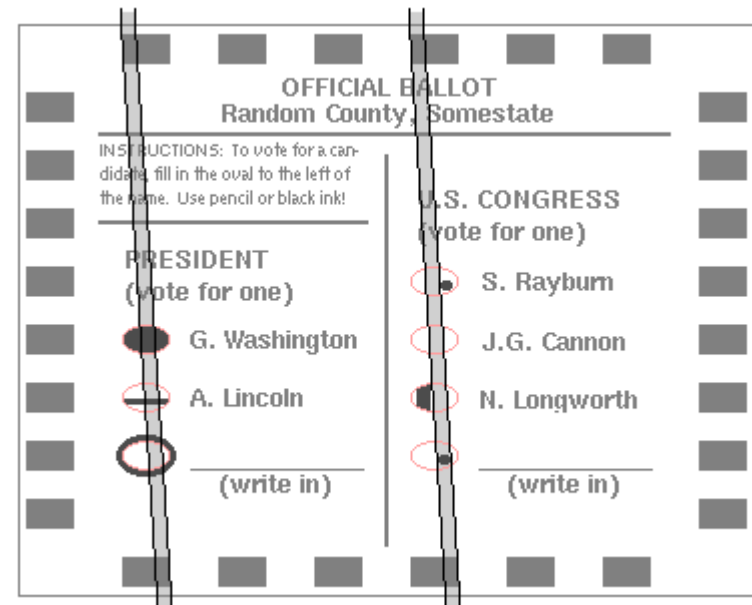 OFFICIAL BALLOT
Random County, Somestate
INSTRUCTIONS: To vote for a can-
didate, fill in the oval to the left of
the name. Use pencil or black ink!
PRESIDENT
(vote for one)
G. Washington
A. Lincoln
(write in)
U.S. CONGRESS
(vote for one)
S. Rayburn
J.G. Cannon
N. Longworth
(write in)